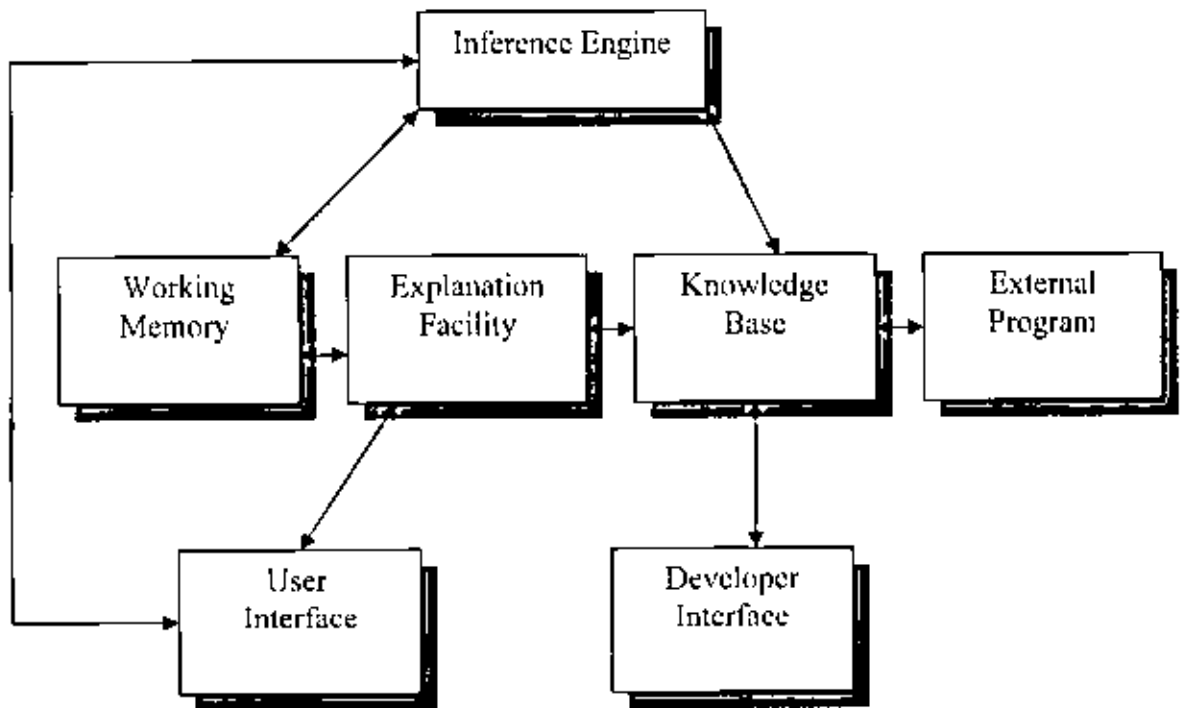 Inference Engine
Working
Memory
Explanation
Facility
Knowledge
Base
External
Program
User
Interface
Developer
Interface